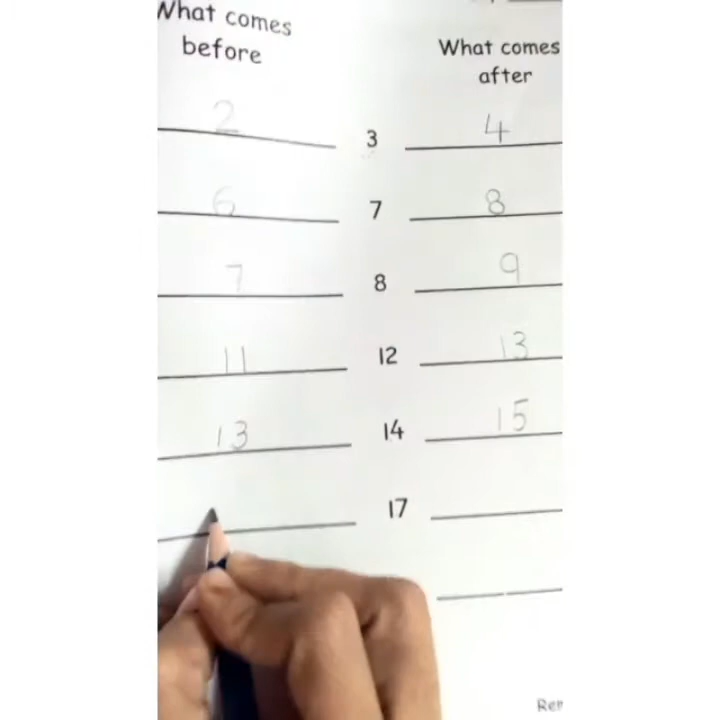 What comes
before
What comes
after
2 3 4
6 7 8
7 8 9
11 12 13
13 14 15
17